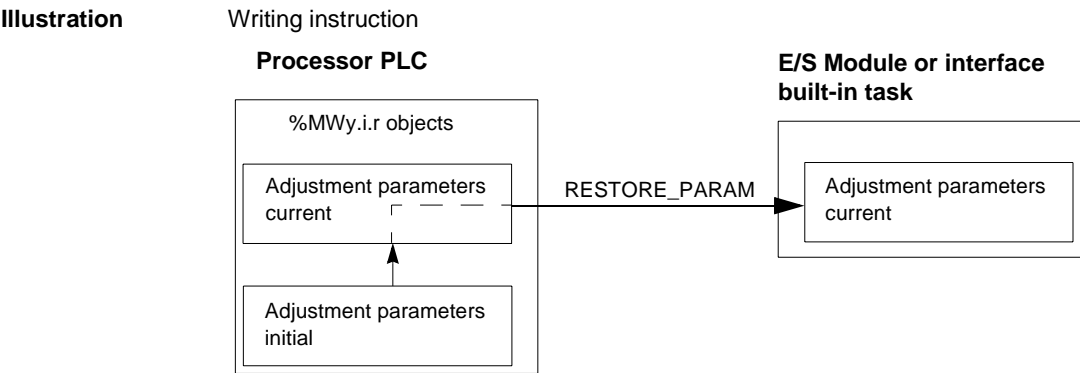 Illustration Writing instruction
Processor PLC
E/S Module or interface
built-in task
%MWy.i.r objects
Adjustment parameters
current
RESTORE_PARAM
Adjustment parameters
current
Adjustment parameters
initial